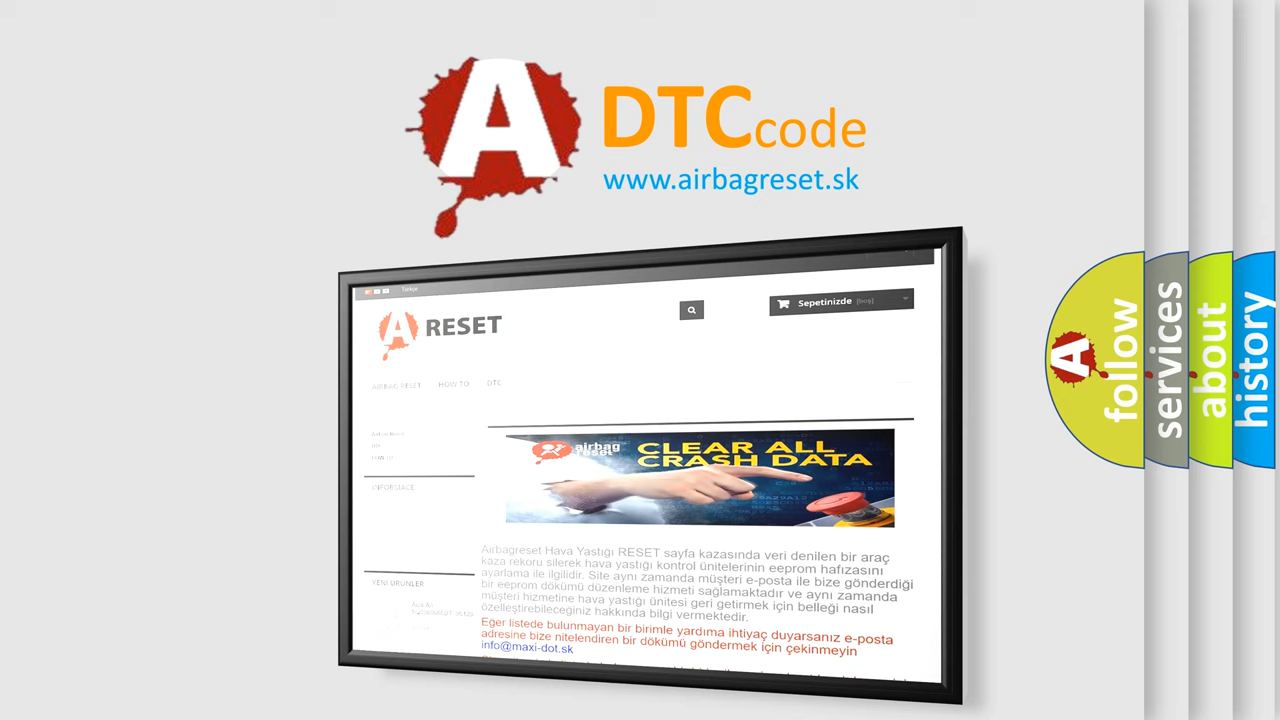 A DTCcode
www.airbagreset.sk
Türkçe
A RESET
Sepetinizde [boş]
AIRBAG RESET HOW TO DTC
CLEAR ALL
CRASH DATA
airbag
reset
INFORMACE
Airbagreset Hava Yastığı RESET sayfa kazasında veri denilen bir araç
kaza rekoru silerek hava yastığı kontrol ünitelerinin eeprom hafızasını
ayarlama ile ilgilidir. Site aynı zamanda müşteri e-posta ile bize gönderdiği
bir eeprom dökümü düzenleme hizmeti sağlamaktadır ve aynı zamanda
müşteri hizmetine hava yastığı ünitesi geri getirmek için belleği nasıl
özelleştirebileceğiniz hakkında bilgi vermektedir.
Eğer listede bulunmayan bir birimle yardıma ihtiyaç duyarsanız e-posta
adresine bize nitelendiren bir dökümü göndermek için çekinmeyin
info@maxi-dot.sk
YENI ÜRÜNLER
A follow
services
about
history